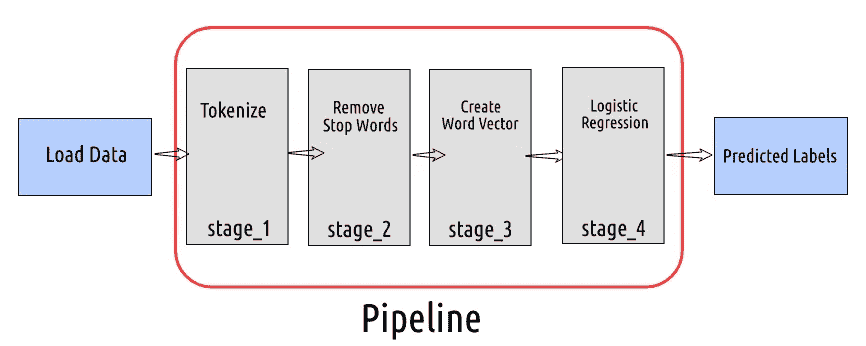 Load Data
Tokenize
stage_1
Remove
Stop Words
stage_2
Create
Word Vector
stage_3
Logistic
Regression
stage_4
Predicted Labels
Pipeline